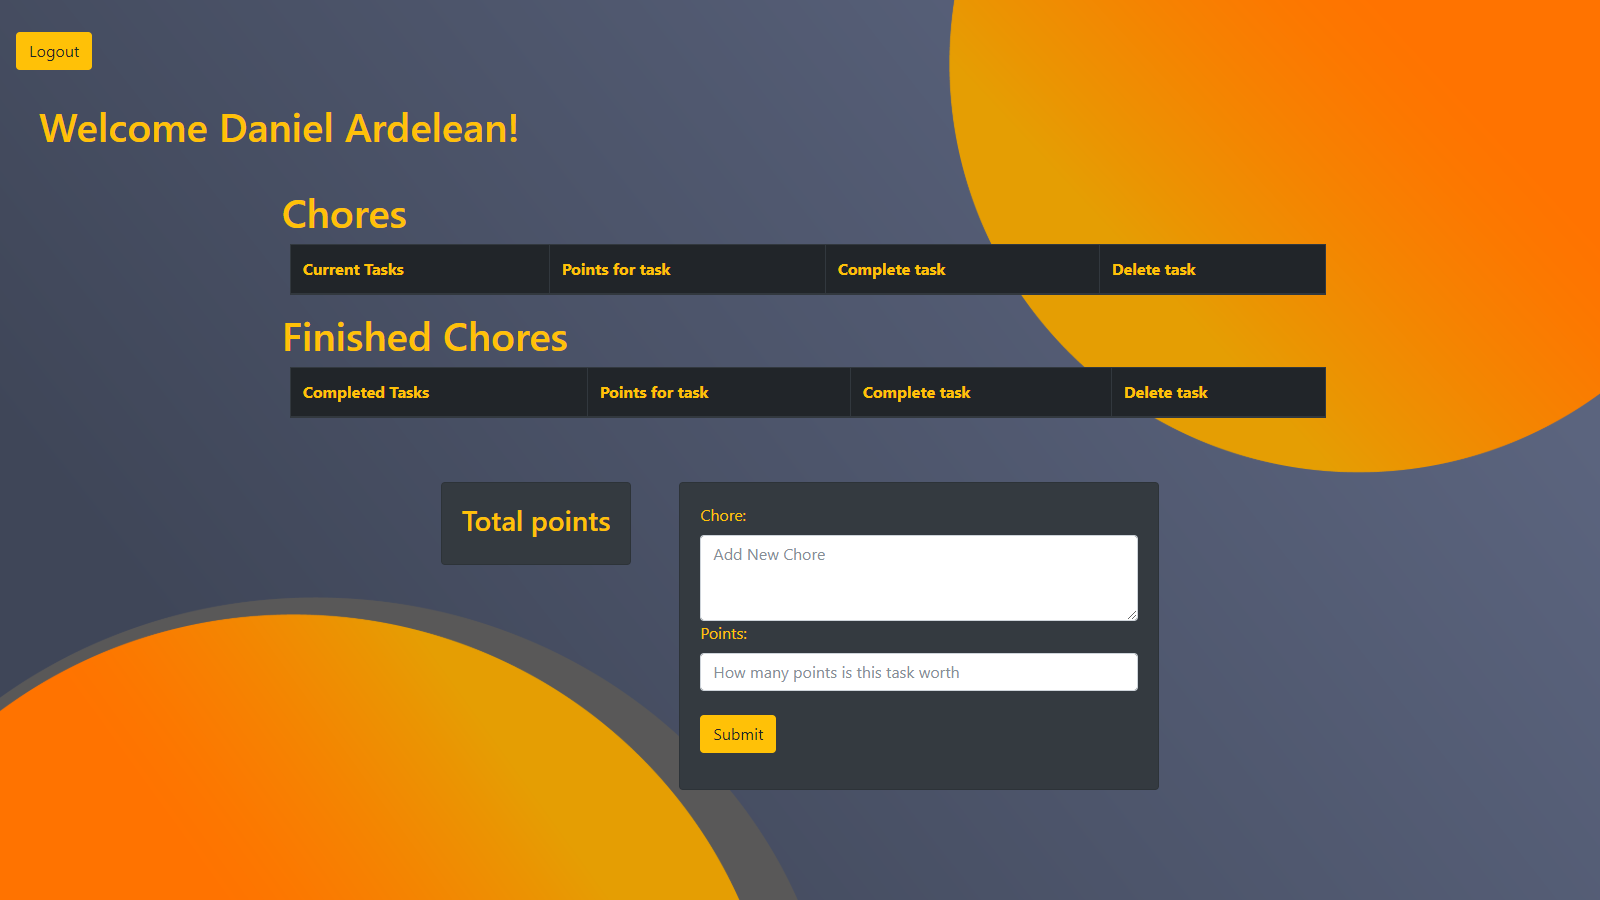 Logout
Welcome Daniel Ardelean!
Chores
Current Tasks Points for task Complete task Delete task
Finished Chores
Completed Tasks Points for task Complete task Delete task
Total points
Chore:
Add New Chore
Points:
How many points is this task worth
Submit